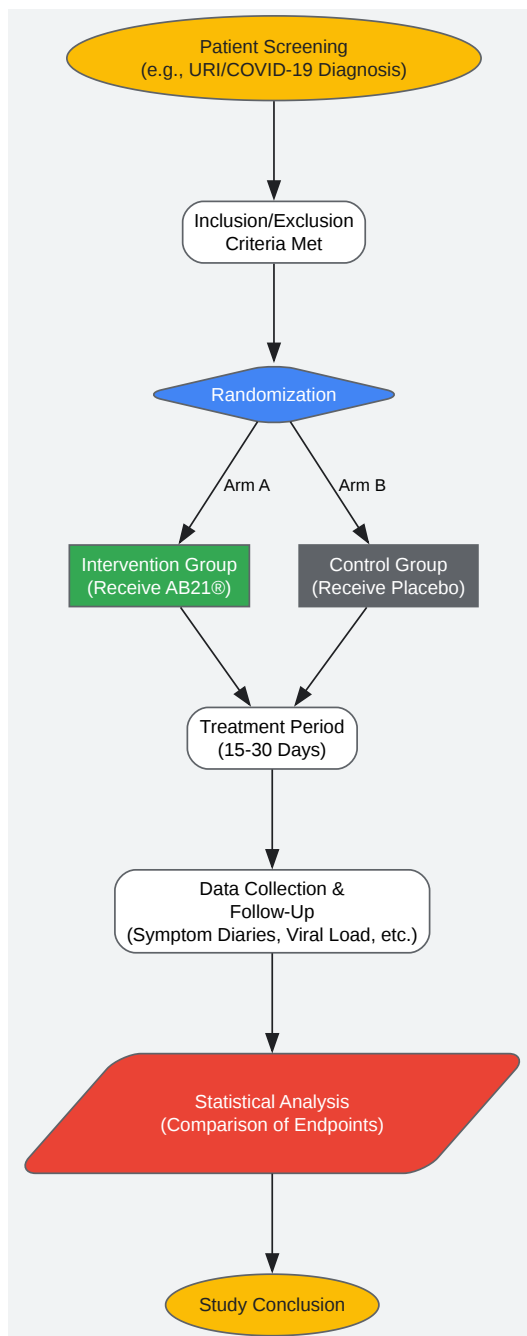 Patient Screening
(e.g., URI/COVID-19 Diagnosis)
Inclusion/Exclusion
Criteria Met
Randomization
Arm A
Arm B
Intervention Group
(Receive AB21®)
Control Group
(Receive Placebo)
Treatment Period
(15-30 Days)
Data Collection &
Follow-Up
(Symptom Diaries, Viral Load, etc.)
Statistical Analysis
(Comparison of Endpoints)
Study Conclusion